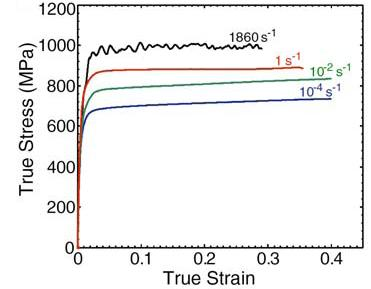 1200
1000
800
600
400
200
0
True Stress (MPa)
1860 s⁻¹
1 s⁻¹
10⁻² s⁻¹
10⁻⁴ s⁻¹
0 0.1 0.2 0.3 0.4
True Strain